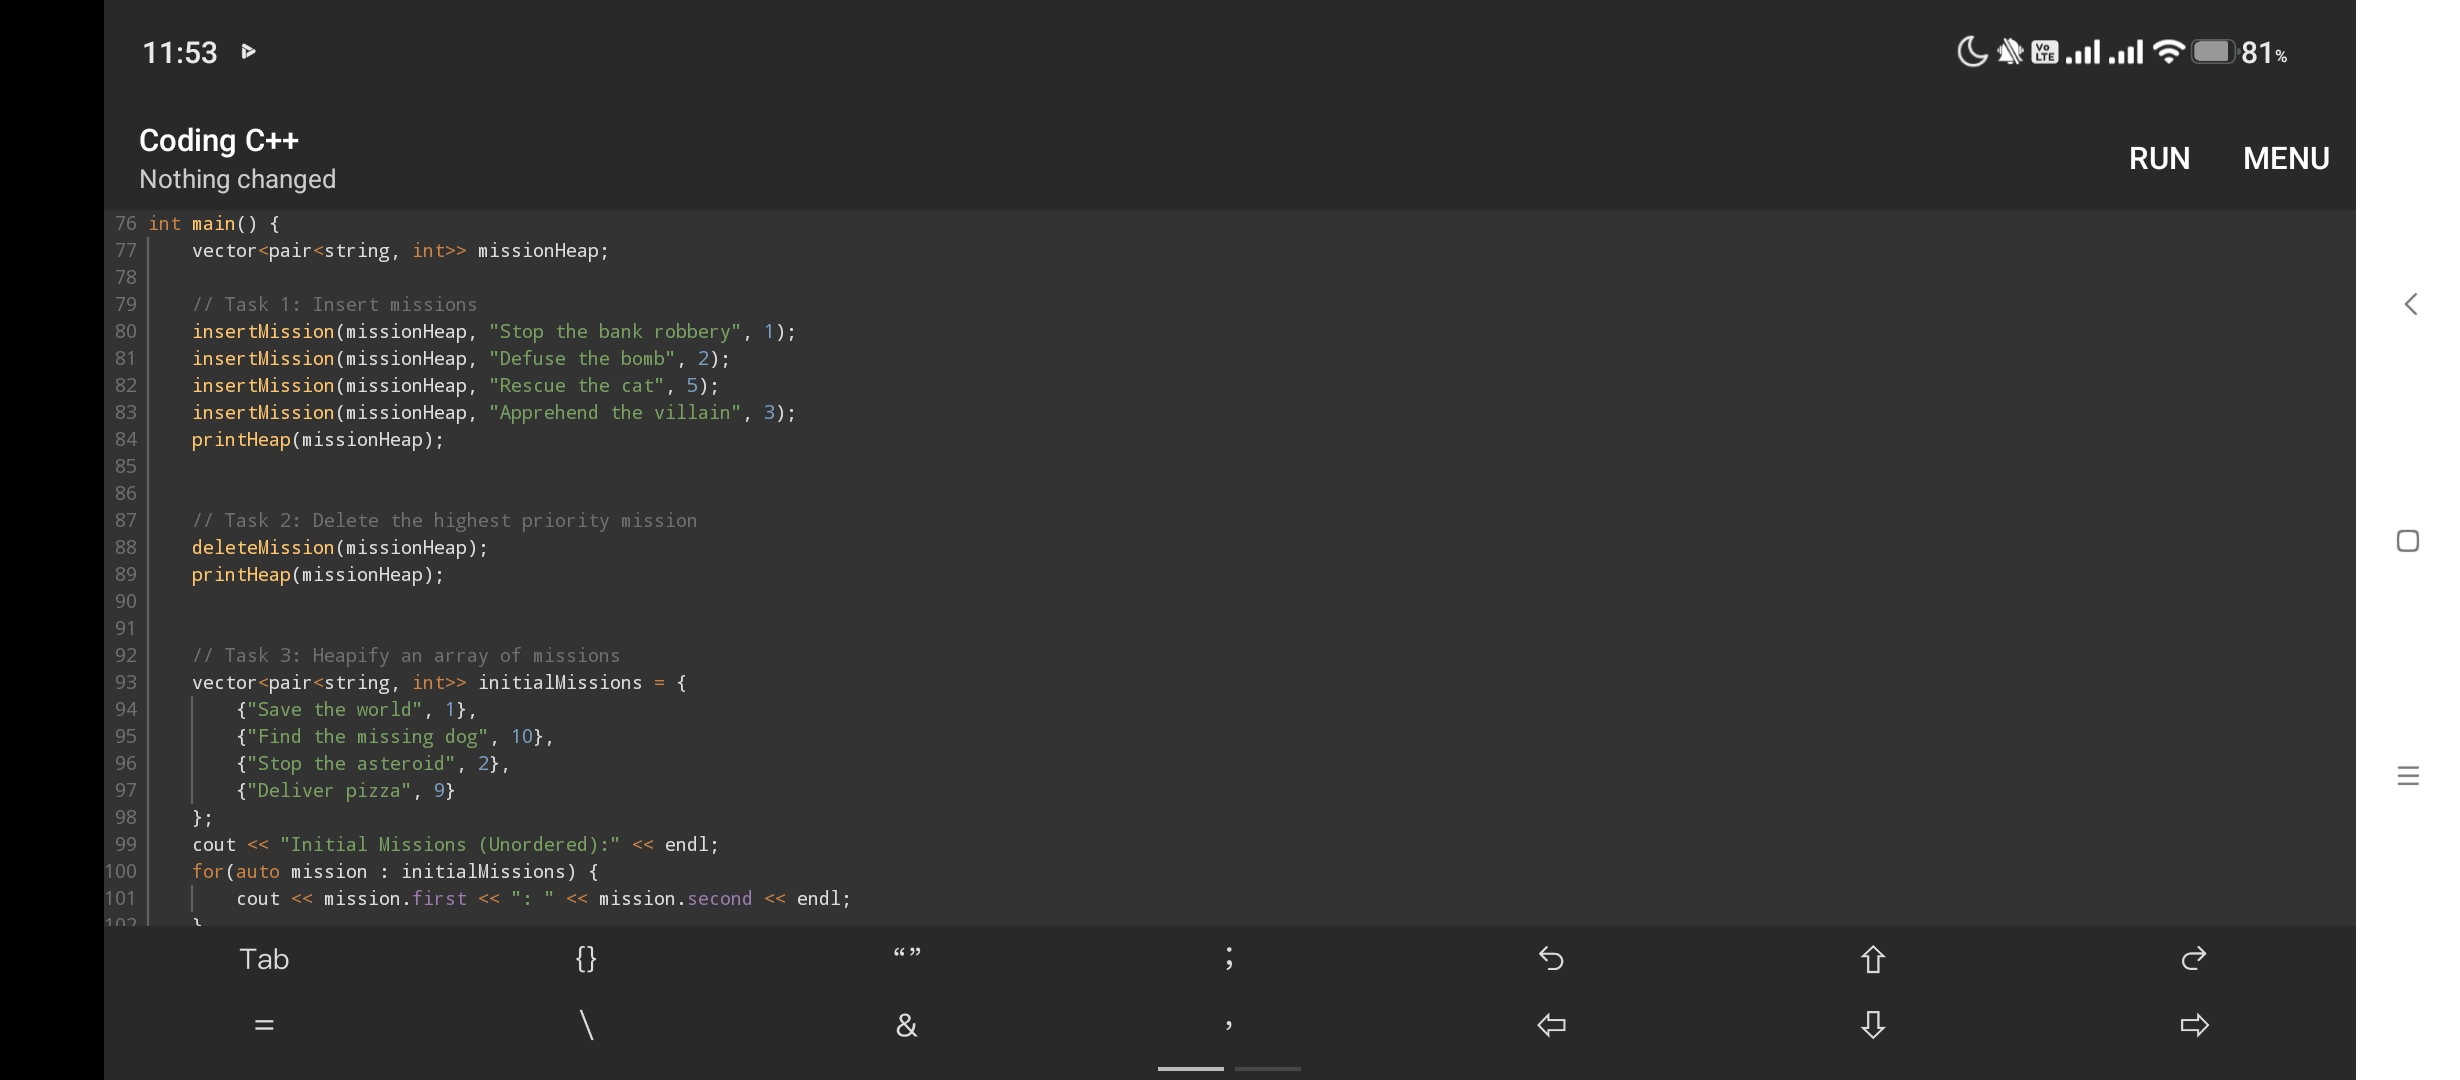 11:53
Vo LTE 81%
Coding C++
Nothing changed
RUN MENU
76 int main() {
77     vector<pair<string, int>> missionHeap;
78
79     // Task 1: Insert missions
80     insertMission(missionHeap, "Stop the bank robbery", 1);
81     insertMission(missionHeap, "Defuse the bomb", 2);
82     insertMission(missionHeap, "Rescue the cat", 5);
83     insertMission(missionHeap, "Apprehend the villain", 3);
84     printHeap(missionHeap);
85
86
87     // Task 2: Delete the highest priority mission
88     deleteMission(missionHeap);
89     printHeap(missionHeap);
90
91
92     // Task 3: Heapify an array of missions
93     vector<pair<string, int>> initialMissions = {
94         {"Save the world", 1},
95         {"Find the missing dog", 10},
96         {"Stop the asteroid", 2},
97         {"Deliver pizza", 9}
98     };
99     cout << "Initial Missions (Unordered):" << endl;
100     for(auto mission : initialMissions) {
101         cout << mission.first << ": " << mission.second << endl;
102     }
Tab {} “ ” ;
= \ & ,